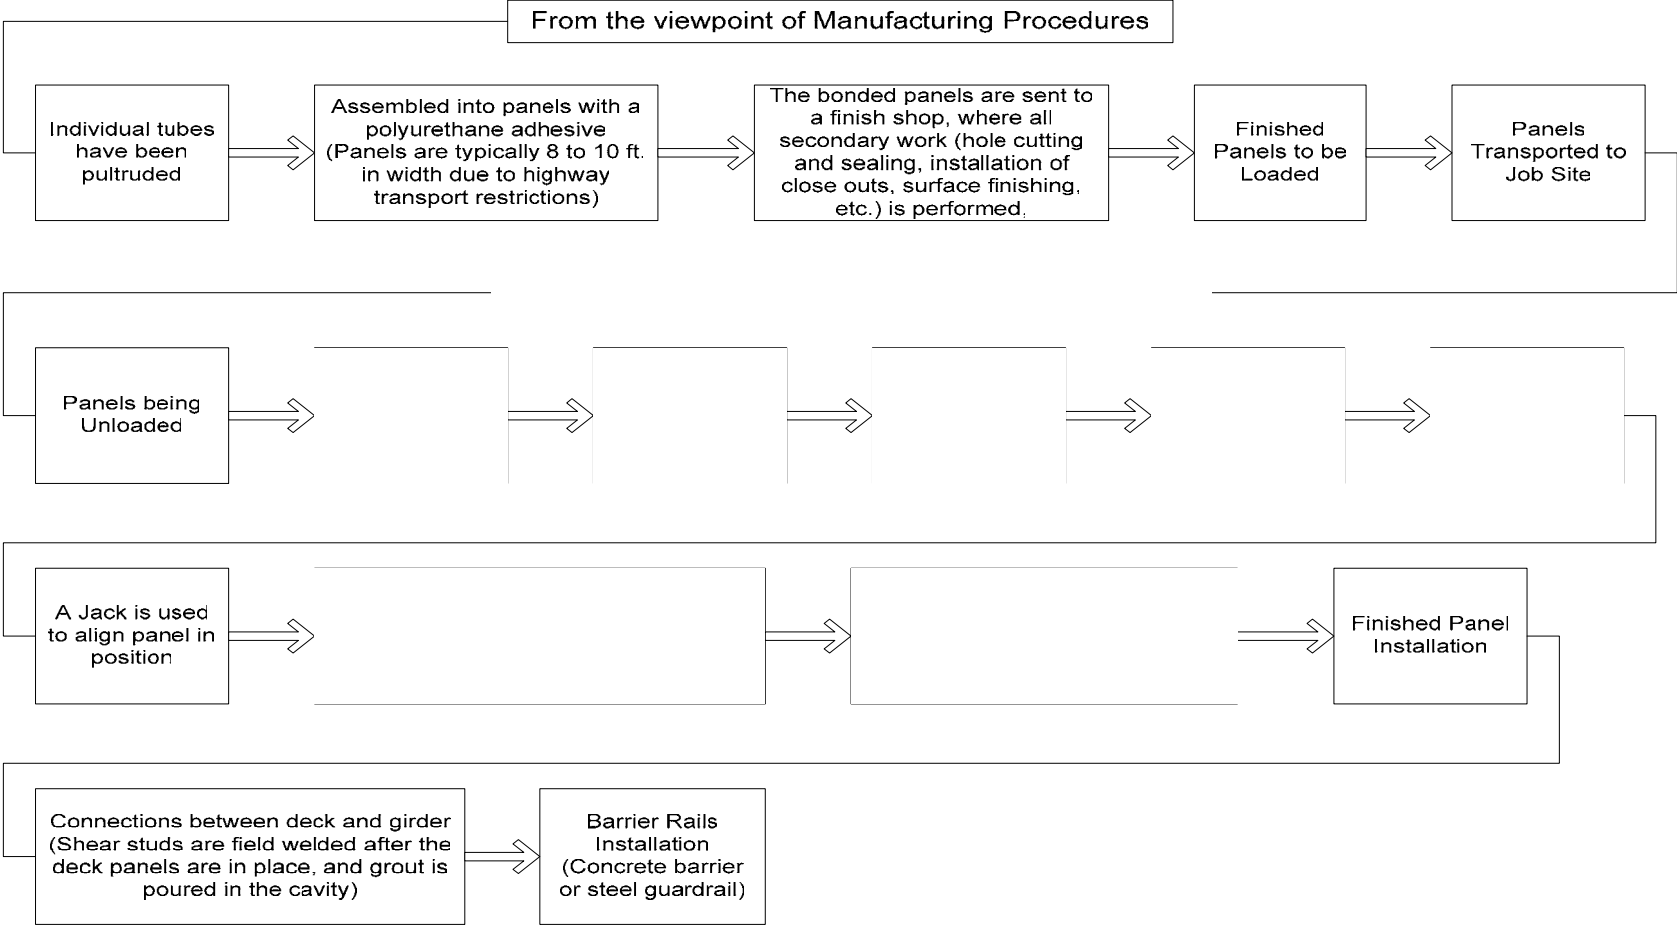 From the viewpoint of Manufacturing Procedures
Individual tubes
have been
pultruded
Assembled into panels with a
polyurethane adhesive
(Panels are typically 8 to 10 ft.
in width due to highway
transport restrictions)
The bonded panels are sent to
a finish shop, where all
secondary work (hole cutting
and sealing, installation of
close outs, surface finishing,
etc.) is performed.
Finished
Panels to be
Loaded
Panels
Transported to
Job Site
Panels being
Unloaded
A Jack is used
to align panel in
position
Finished Panel
Installation
Connections between deck and girder
(Shear studs are field welded after the
deck panels are in place, and grout is
poured in the cavity)
Barrier Rails
Installation
(Concrete barrier
or steel guardrail)